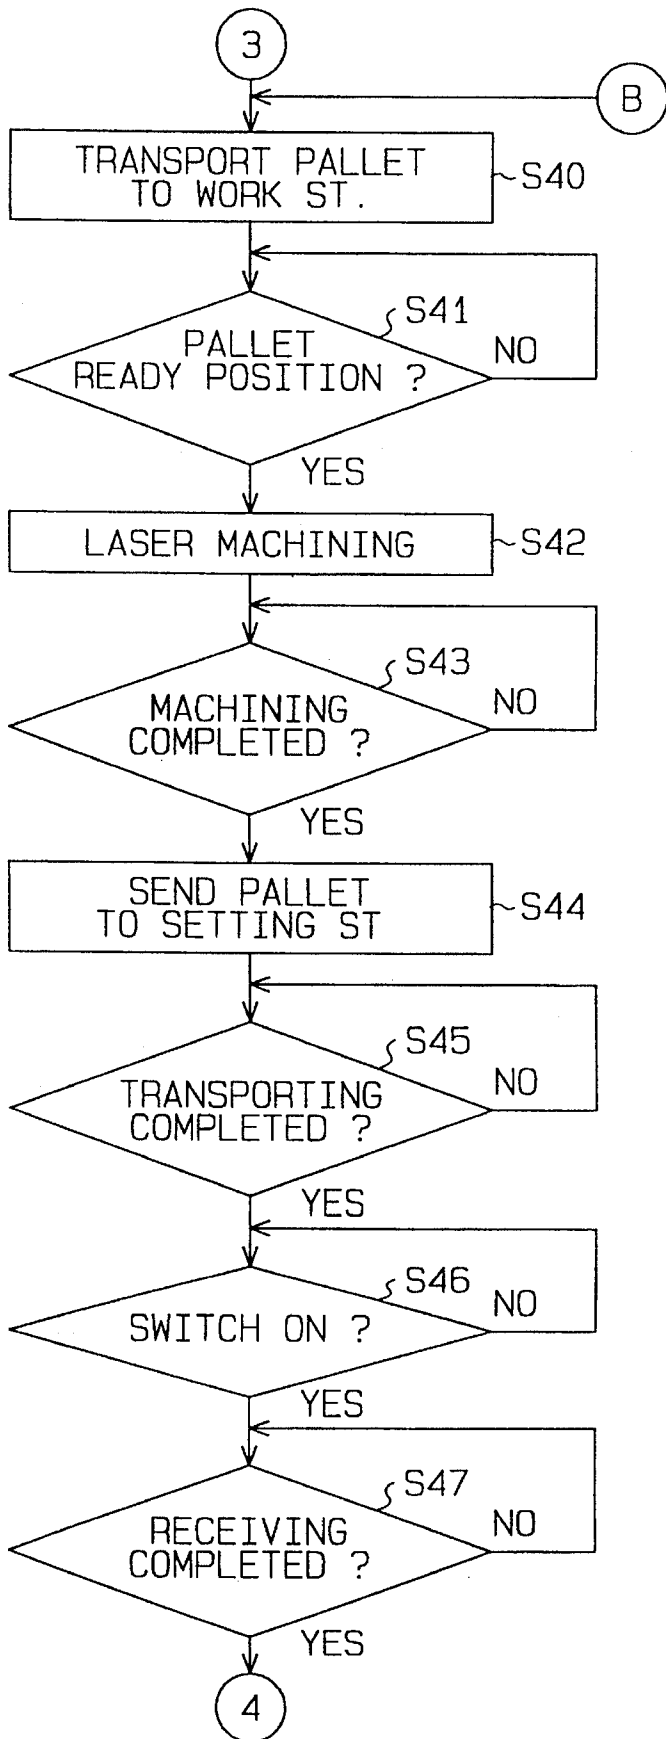 3
B
TRANSPORT PALLET
TO WORK ST.
S40
S41
PALLET
READY POSITION ?
NO
YES
LASER MACHINING
S42
S43
MACHINING
COMPLETED ?
NO
YES
SEND PALLET
TO SETTING ST
S44
S45
TRANSPORTING
COMPLETED ?
NO
YES
S46
SWITCH ON ?
NO
YES
S47
RECEIVING
COMPLETED ?
NO
YES
4